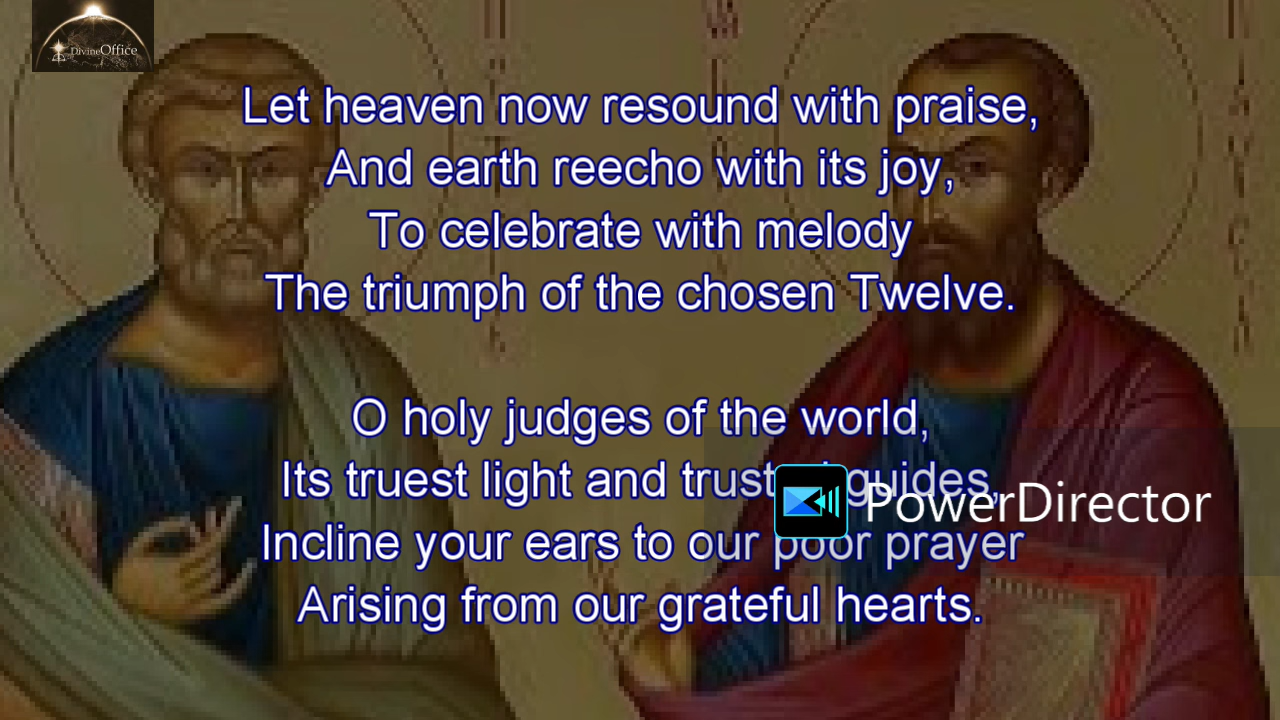 DivineOffice
Let heaven now resound with praise,
And earth reecho with its joy,
To celebrate with melody
The triumph of the chosen Twelve.
O holy judges of the world,
Its truest light and guides,
PowerDirector
Incline your ears to our poor prayer
Arising from our grateful hearts.